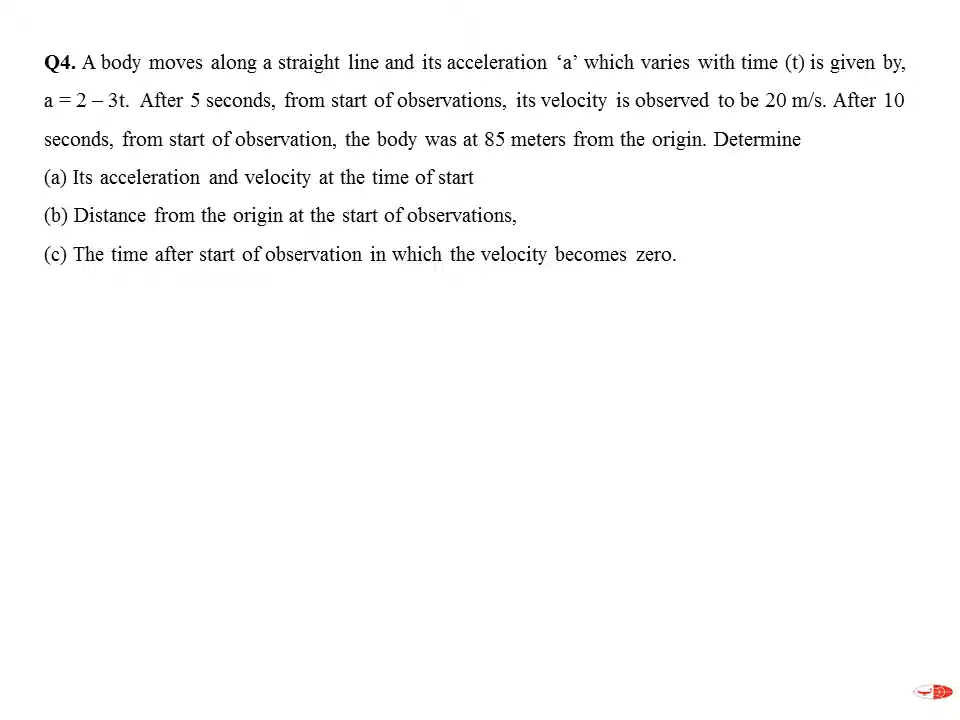 Q4. A body moves along a straight line and its acceleration ‘a’ which varies with time (t) is given by,
a = 2 – 3t. After 5 seconds, from start of observations, its velocity is observed to be 20 m/s. After 10
seconds, from start of observation, the body was at 85 meters from the origin. Determine
(a) Its acceleration and velocity at the time of start
(b) Distance from the origin at the start of observations,
(c) The time after start of observation in which the velocity becomes zero.